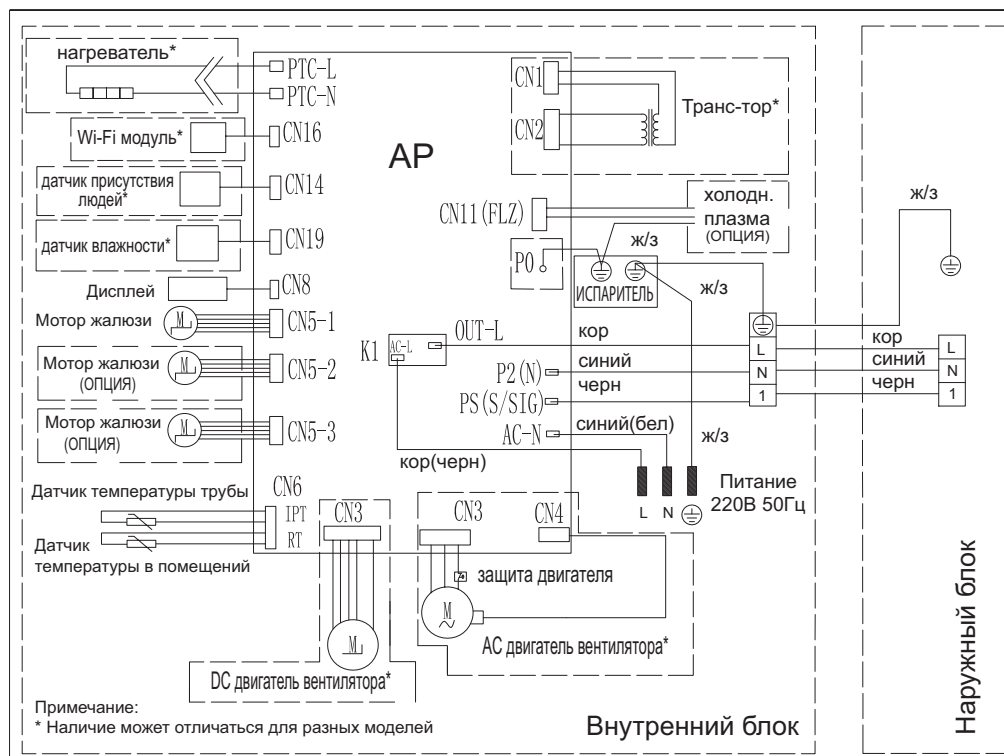 нагреватель*
PTC-L
PTC-N
Wi-Fi модуль*
CN16
датчик присутствия
людей*
CN14
датчик влажности*
CN19
Дисплей
CN8
Мотор жалюзи
M
CN5-1
Мотор жалюзи
(ОПЦИЯ)
M
CN5-2
Мотор жалюзи
(ОПЦИЯ)
M
CN5-3
Датчик температуры трубы
Датчик
температуры в помещений
CN6
IPT
RT
AP
CN1
CN2
Транс-тор*
CN11(FLZ)
холодн.
плазма
(ОПЦИЯ)
P0
ж/з
ИСПАРИТЕЛЬ
ж/з
K1
AC-L
OUT-L
кор
P2(N)
синий
PS(S/SIG)
черн
AC-N
синий(бел)
кор(черн)
ж/з
L
N
Питание
220В 50Гц
L
N
1
ж/з
кор
синий
черн
L
N
1
CN3
M
DC двигатель вентилятора*
CN3
CN4
защита двигателя
M
AC двигатель вентилятора*
Примечание:
* Наличие может отличаться для разных моделей
Внутренний блок
Наружный блок